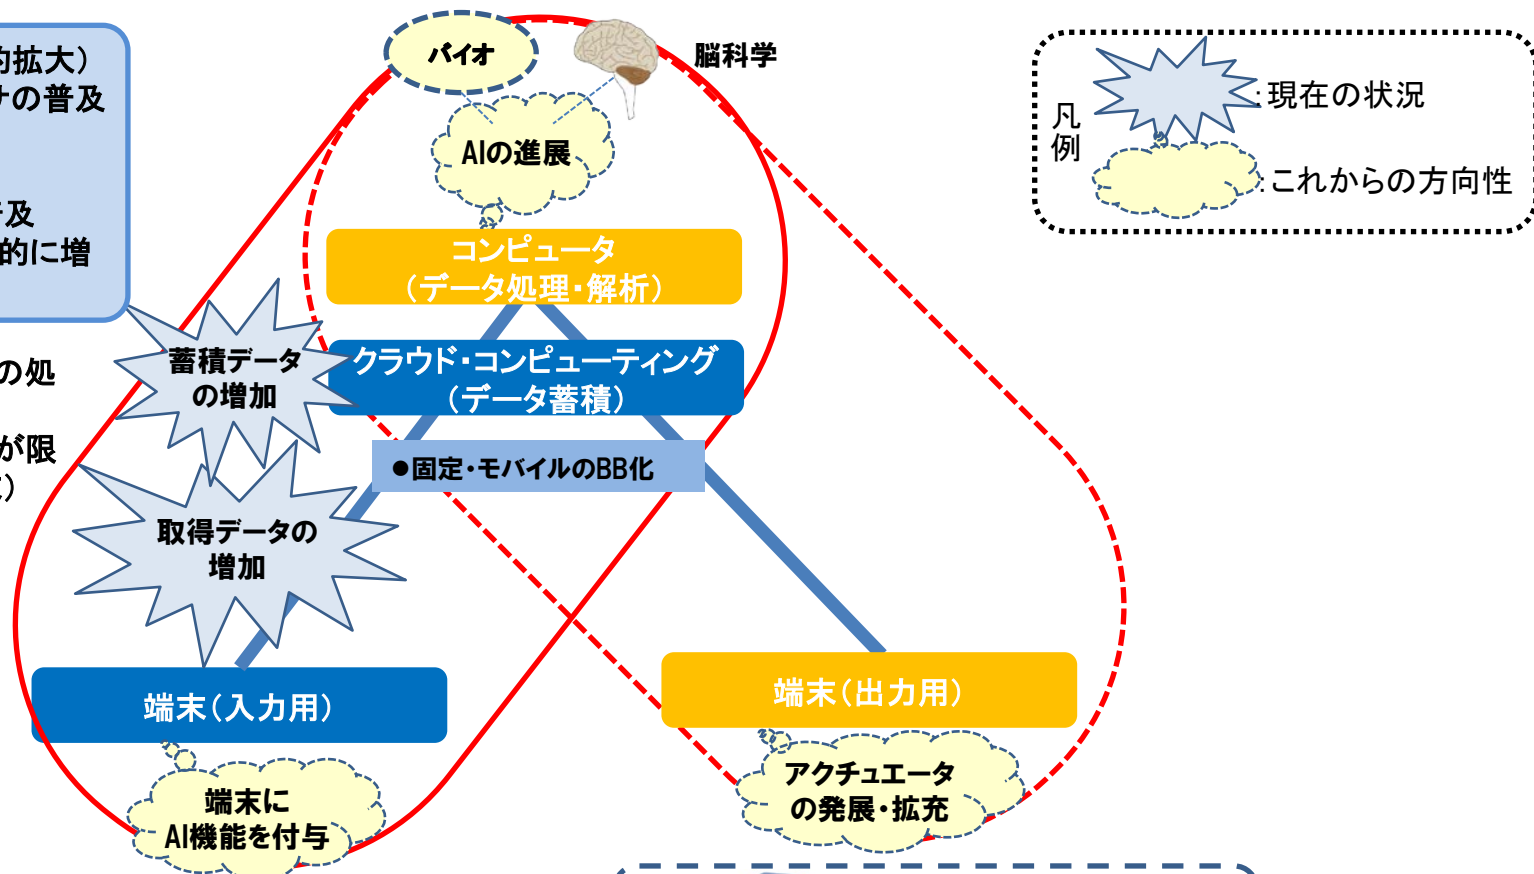 的拡大）
サの普及
及
的に増
の処
が限
）
バイオ
脳科学
AIの進展
コンピュータ
（データ処理・解析）
クラウド・コンピューティング
（データ蓄積）
蓄積データ
の増加
●固定・モバイルのBB化
取得データの
増加
端末（入力用）
端末（出力用）
端末に
AI機能を付与
アクチュエータ
の発展・拡充
凡例
：現在の状況
：これからの方向性